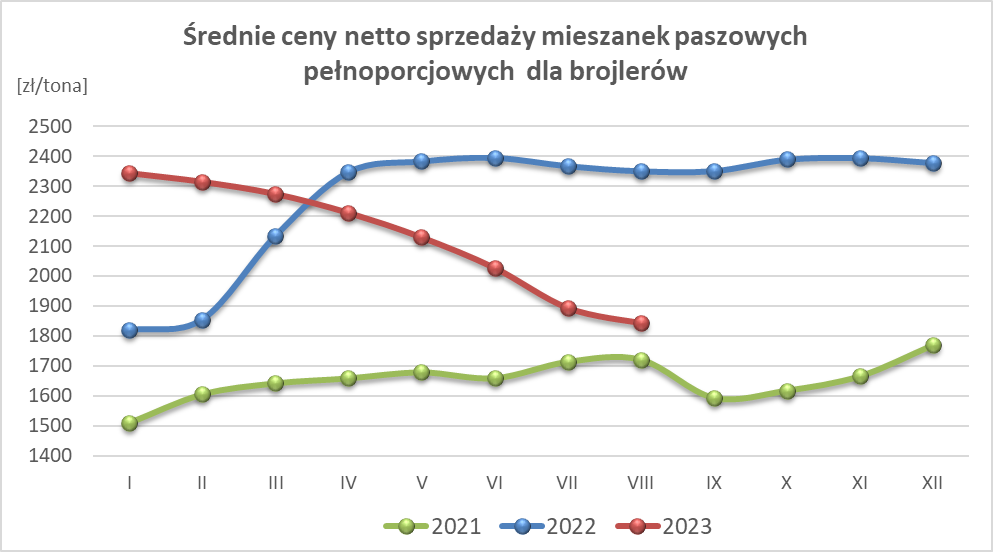 Średnie ceny netto sprzedaży mieszanek paszowych
pełnoporcjowych dla brojlerów
[zł/tona]
2500
2400
2300
2200
2100
2000
1900
1800
1700
1600
1500
1400
I II III IV V VI VII VIII IX X XI XII
2021 2022 2023